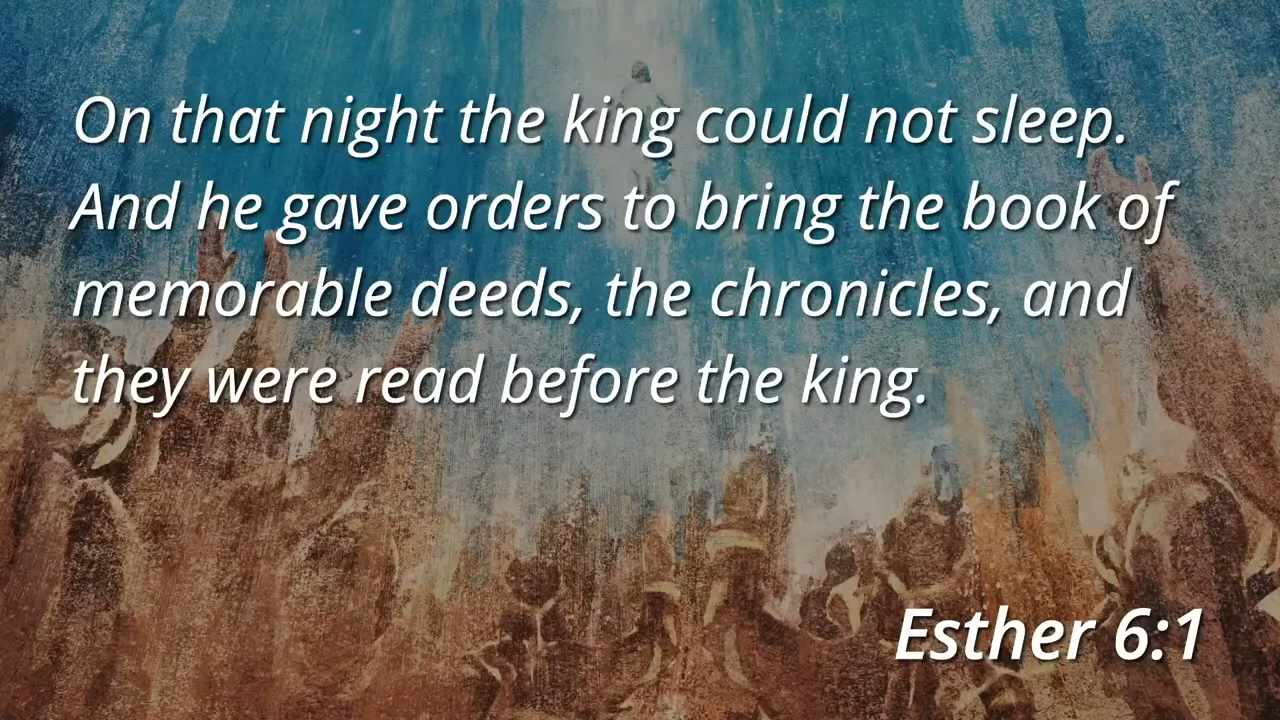 On that night the king could not sleep.
And he gave orders to bring the book of
memorable deeds, the chronicles, and
they were read before the king.
Esther 6:1